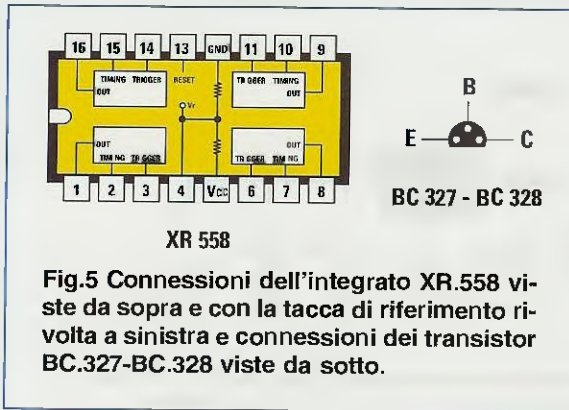 16 15 14 13 GND 11 10 9
TIMING TRIGGER RESET TRIGGER TIMING
OUT OUT
Vr
OUT OUT
TIMING TRIGGER TRIGGER TIMING
1 2 3 4 Vcc 6 7 8
XR 558
B
E C
BC 327 - BC 328
Fig.5 Connessioni dell'integrato XR.558 vi-
ste da sopra e con la tacca di riferimento ri-
volta a sinistra e connessioni dei transistor
BC.327-BC.328 viste da sotto.